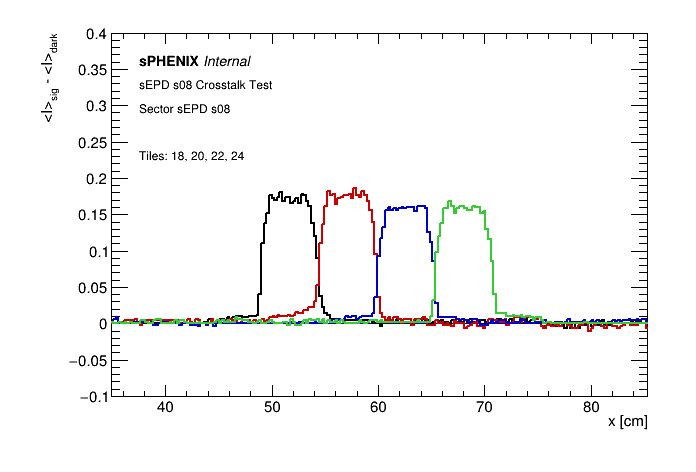 <I>sig - <I>dark
0.4
0.35
0.3
0.25
0.2
0.15
0.1
0.05
0
−0.05
−0.1
sPHENIX Internal
sEPD s08 Crosstalk Test
Sector sEPD s08
Tiles: 18, 20, 22, 24
40 50 60 70 80
x [cm]